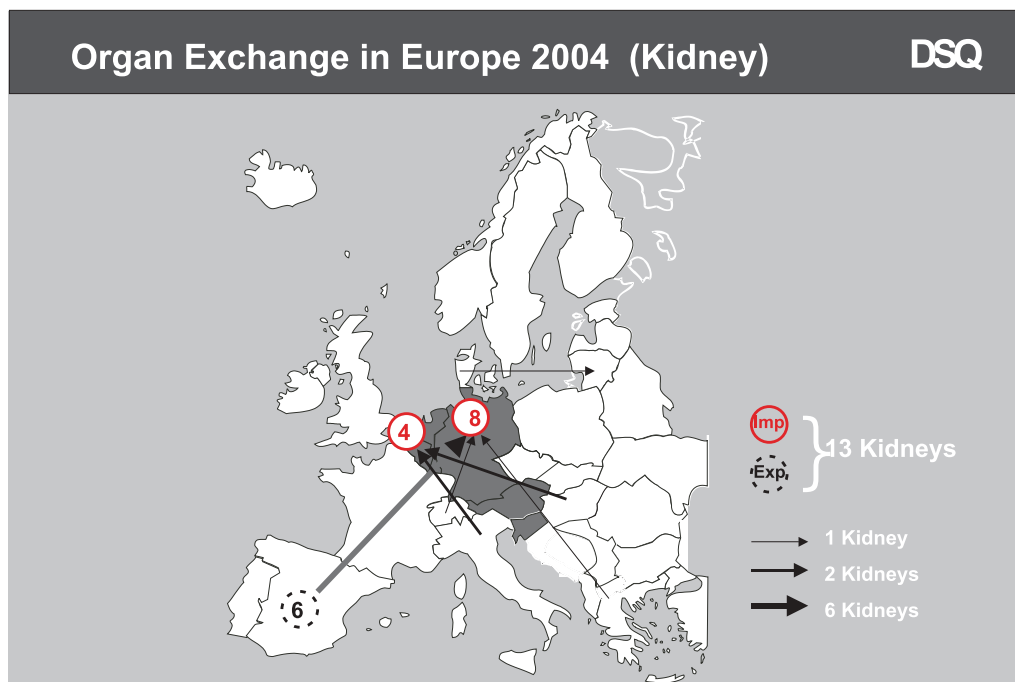 Organ Exchange in Europe 2004 (Kidney)
DSQ
4
8
6
Imp
Exp
13 Kidneys
1 Kidney
2 Kidneys
6 Kidneys